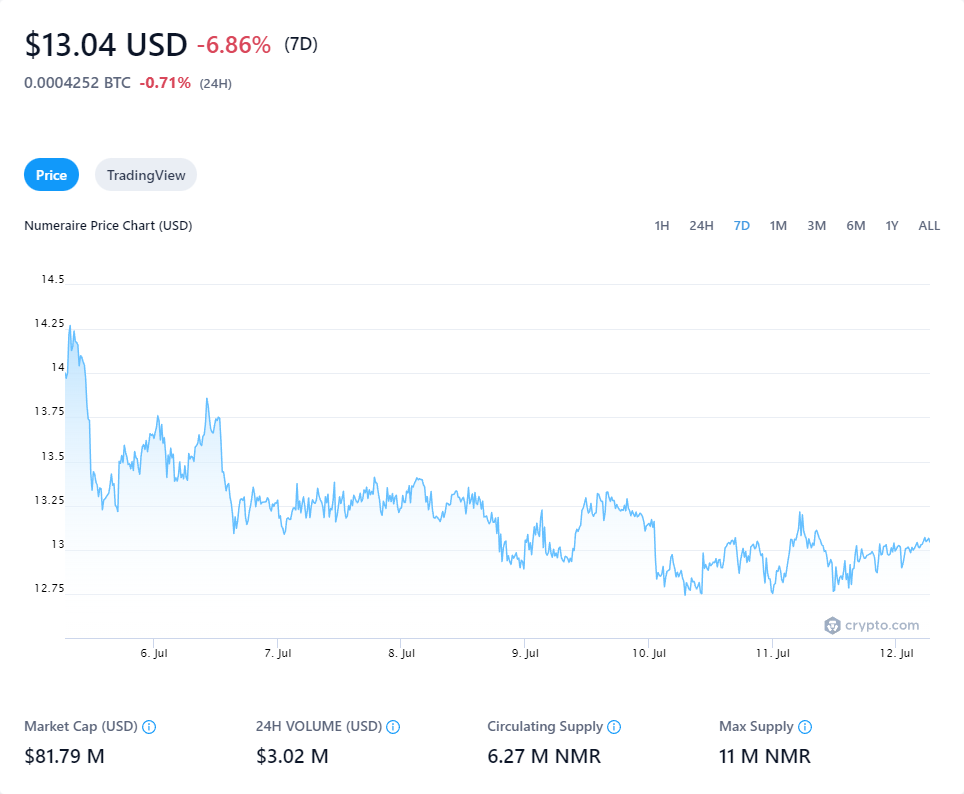 $13.04 USD -6.86% (7D)
0.0004252 BTC -0.71% (24H)
Price TradingView
Numeraire Price Chart (USD) 1H 24H 7D 1M 3M 6M 1Y ALL
14.5
14.25
14
13.75
13.5
13.25
13
12.75
crypto.com
6. Jul 7. Jul 8. Jul 9. Jul 10. Jul 11. Jul 12. Jul
Market Cap (USD) 24H VOLUME (USD) Circulating Supply Max Supply
$81.79 M $3.02 M 6.27 M NMR 11 M NMR